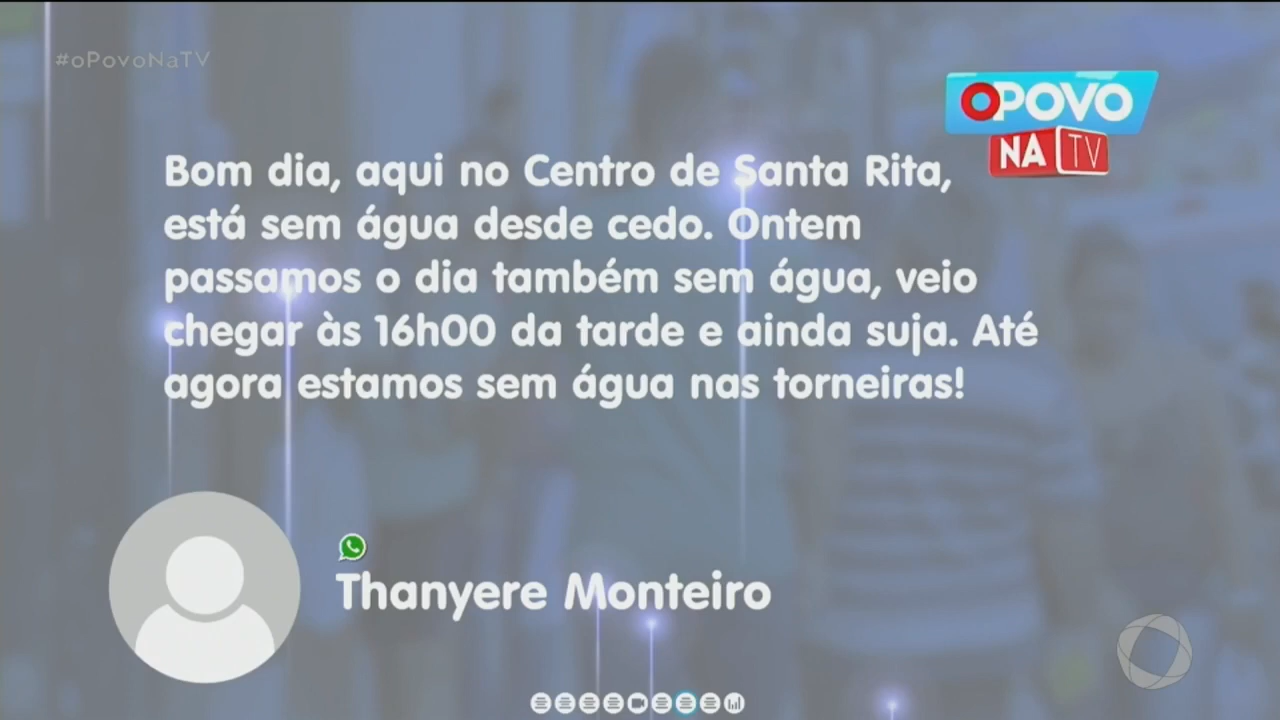 #oPovoNaTV
OPOVO
NA TV
Bom dia, aqui no Centro de Santa Rita,
está sem água desde cedo. Ontem
passamos o dia também sem água, veio
chegar às 16h00 da tarde e ainda suja. Até
agora estamos sem água nas torneiras!
Thanyere Monteiro